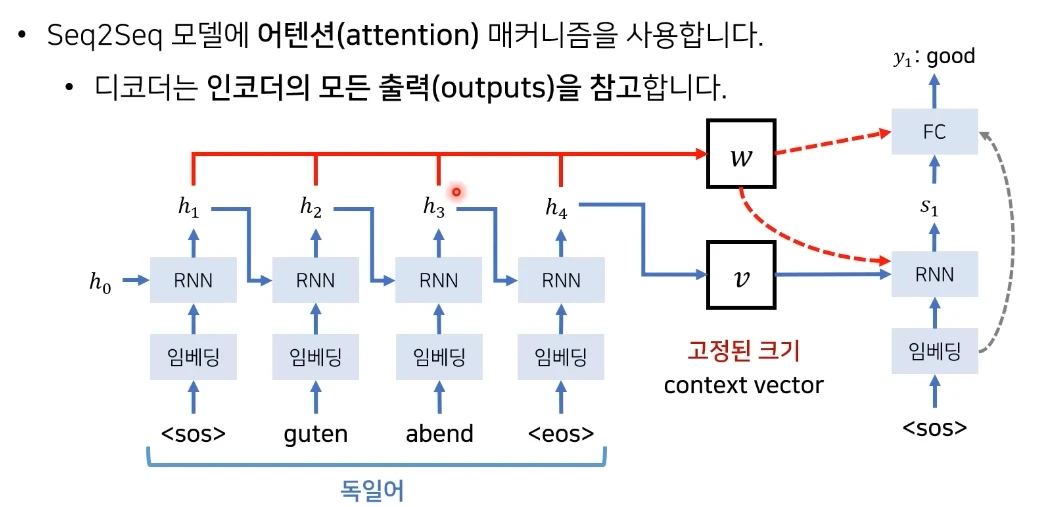 • Seq2Seq 모델에 어텐션(attention) 매커니즘을 사용합니다.
• 디코더는 인코더의 모든 출력(outputs)을 참고합니다.
y₁: good
FC
w
h₁ h₂ h₃ h₄
s₁
h₀
RNN RNN RNN RNN
v
RNN
임베딩 임베딩 임베딩 임베딩
고정된 크기
context vector
임베딩
<sos> guten abend <eos>
<sos>
독일어